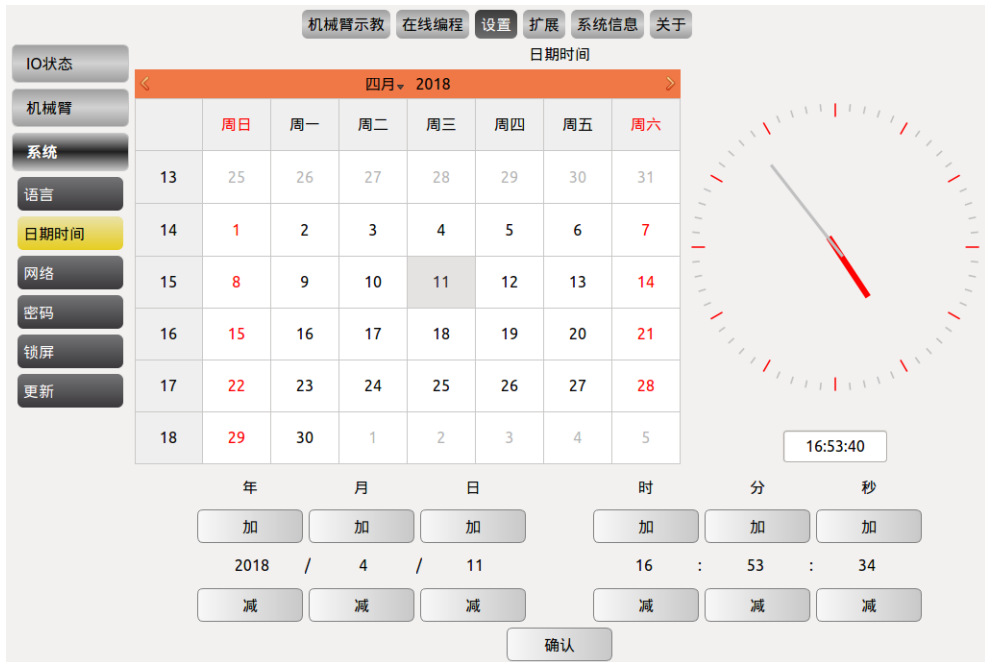 机械臂示教 在线编程 设置 扩展 系统信息 关于
日期时间
IO状态
机械臂
系统
语言
日期时间
网络
密码
锁屏
更新
四月 2018
周日 周一 周二 周三 周四 周五 周六
13 25 26 27 28 29 30 31
14 1 2 3 4 5 6 7
15 8 9 10 11 12 13 14
16 15 16 17 18 19 20 21
17 22 23 24 25 26 27 28
18 29 30 1 2 3 4 5
16:53:40
年 月 日 时 分 秒
加 加 加 加 加 加
2018 / 4 / 11 16 : 53 : 34
减 减 减 减 减 减
确认